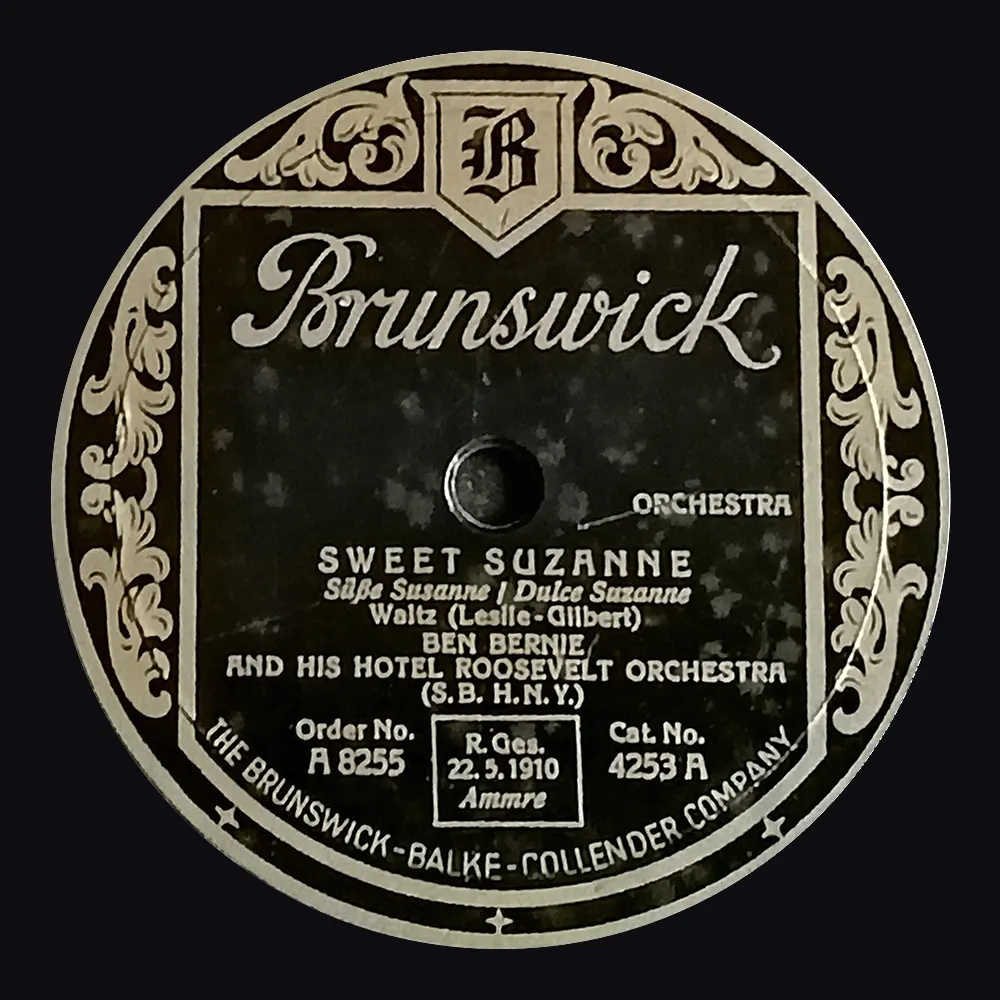 B
Brunswick
ORCHESTRA
SWEET SUZANNE
Süße Susanne / Dulce Suzanne
Waltz (Leslie-Gilbert)
BEN BERNIE
AND HIS HOTEL ROOSEVELT ORCHESTRA
(S.B. H.N.Y.)
Order No.
A 8255
R. Ges.
22.5.1910
Ammre
Cat. No.
4253 A
THE BRUNSWICK-BALKE-COLLENDER COMPANY